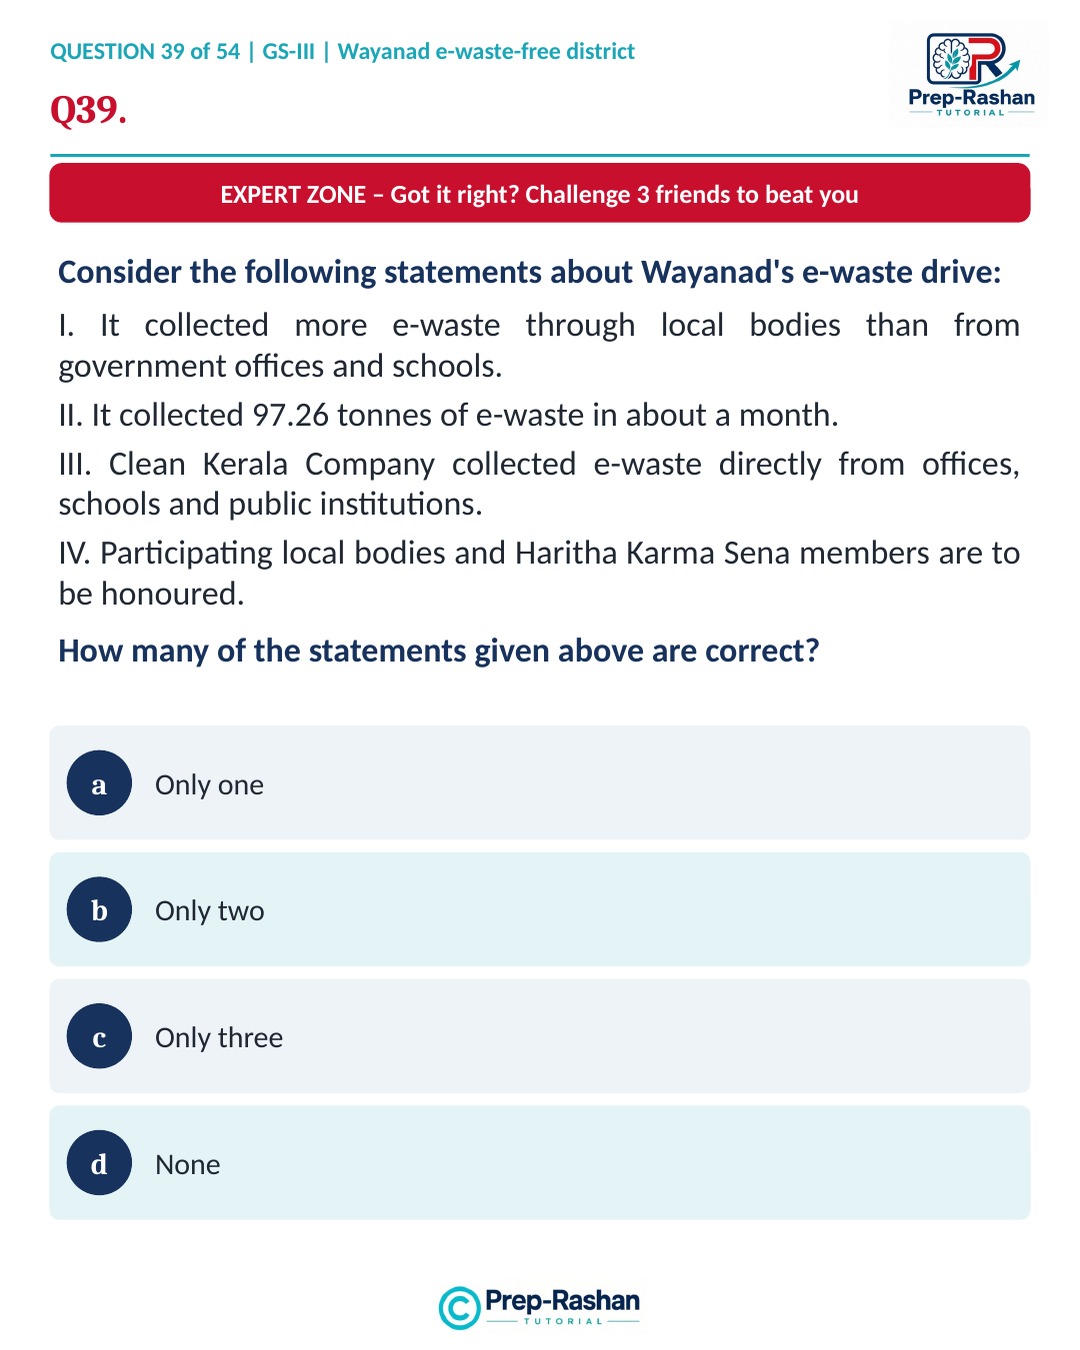 QUESTION 39 of 54 | GS-III | Wayanad e-waste-free district
Q39.
Prep-Rashan
TUTORIAL
EXPERT ZONE – Got it right? Challenge 3 friends to beat you
Consider the following statements about Wayanad's e-waste drive:
I. It collected more e-waste through local bodies than from
government offices and schools.
II. It collected 97.26 tonnes of e-waste in about a month.
III. Clean Kerala Company collected e-waste directly from offices,
schools and public institutions.
IV. Participating local bodies and Haritha Karma Sena members are to
be honoured.
How many of the statements given above are correct?
a Only one
b Only two
c Only three
d None
© Prep-Rashan
TUTORIAL